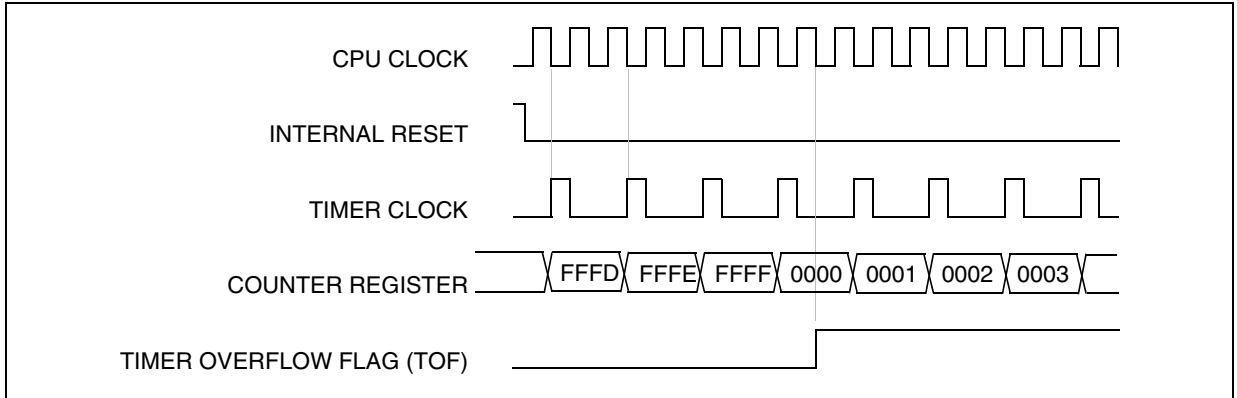 CPU CLOCK
INTERNAL RESET
TIMER CLOCK
COUNTER REGISTER FFFD FFFE FFFF 0000 0001 0002 0003
TIMER OVERFLOW FLAG (TOF)